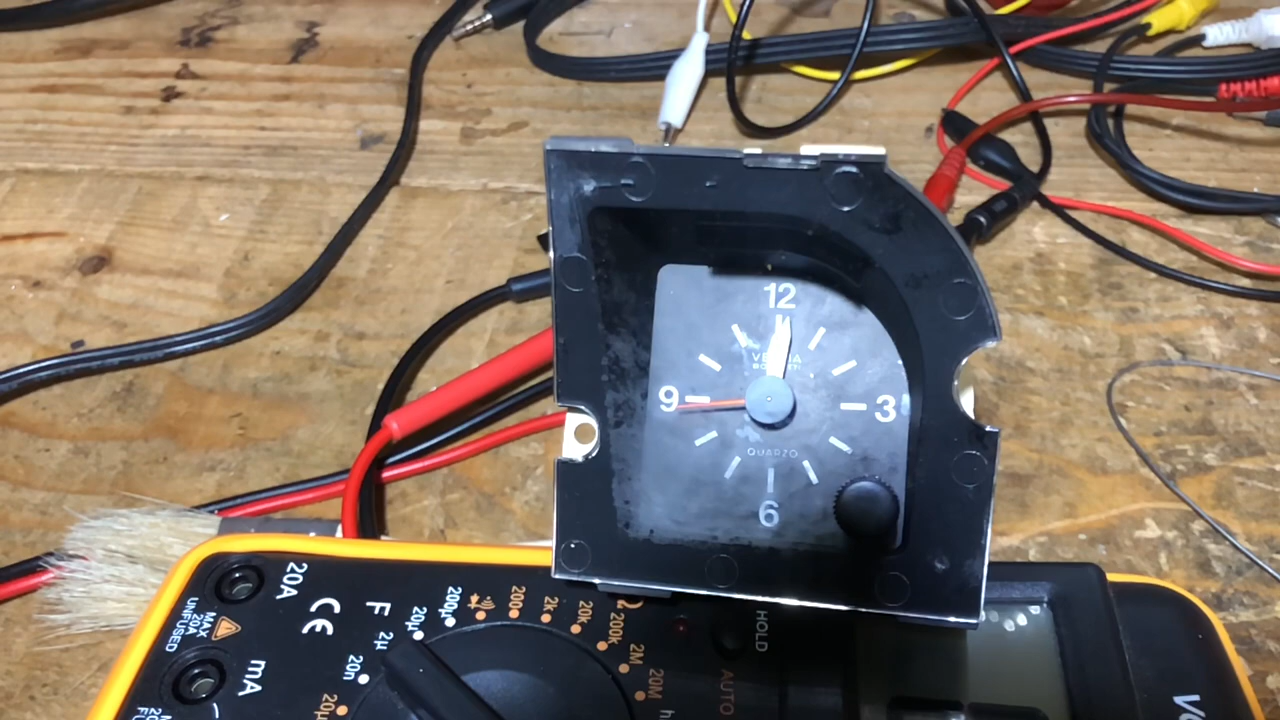 12
9
3
QUARZO
6
20A
MAX
20A
UNFUSED
CE
mA
F
200µ
20µ
2µ
20n
200
2k
20k
200k
2M
20M
Ω
HOLD
AUTO